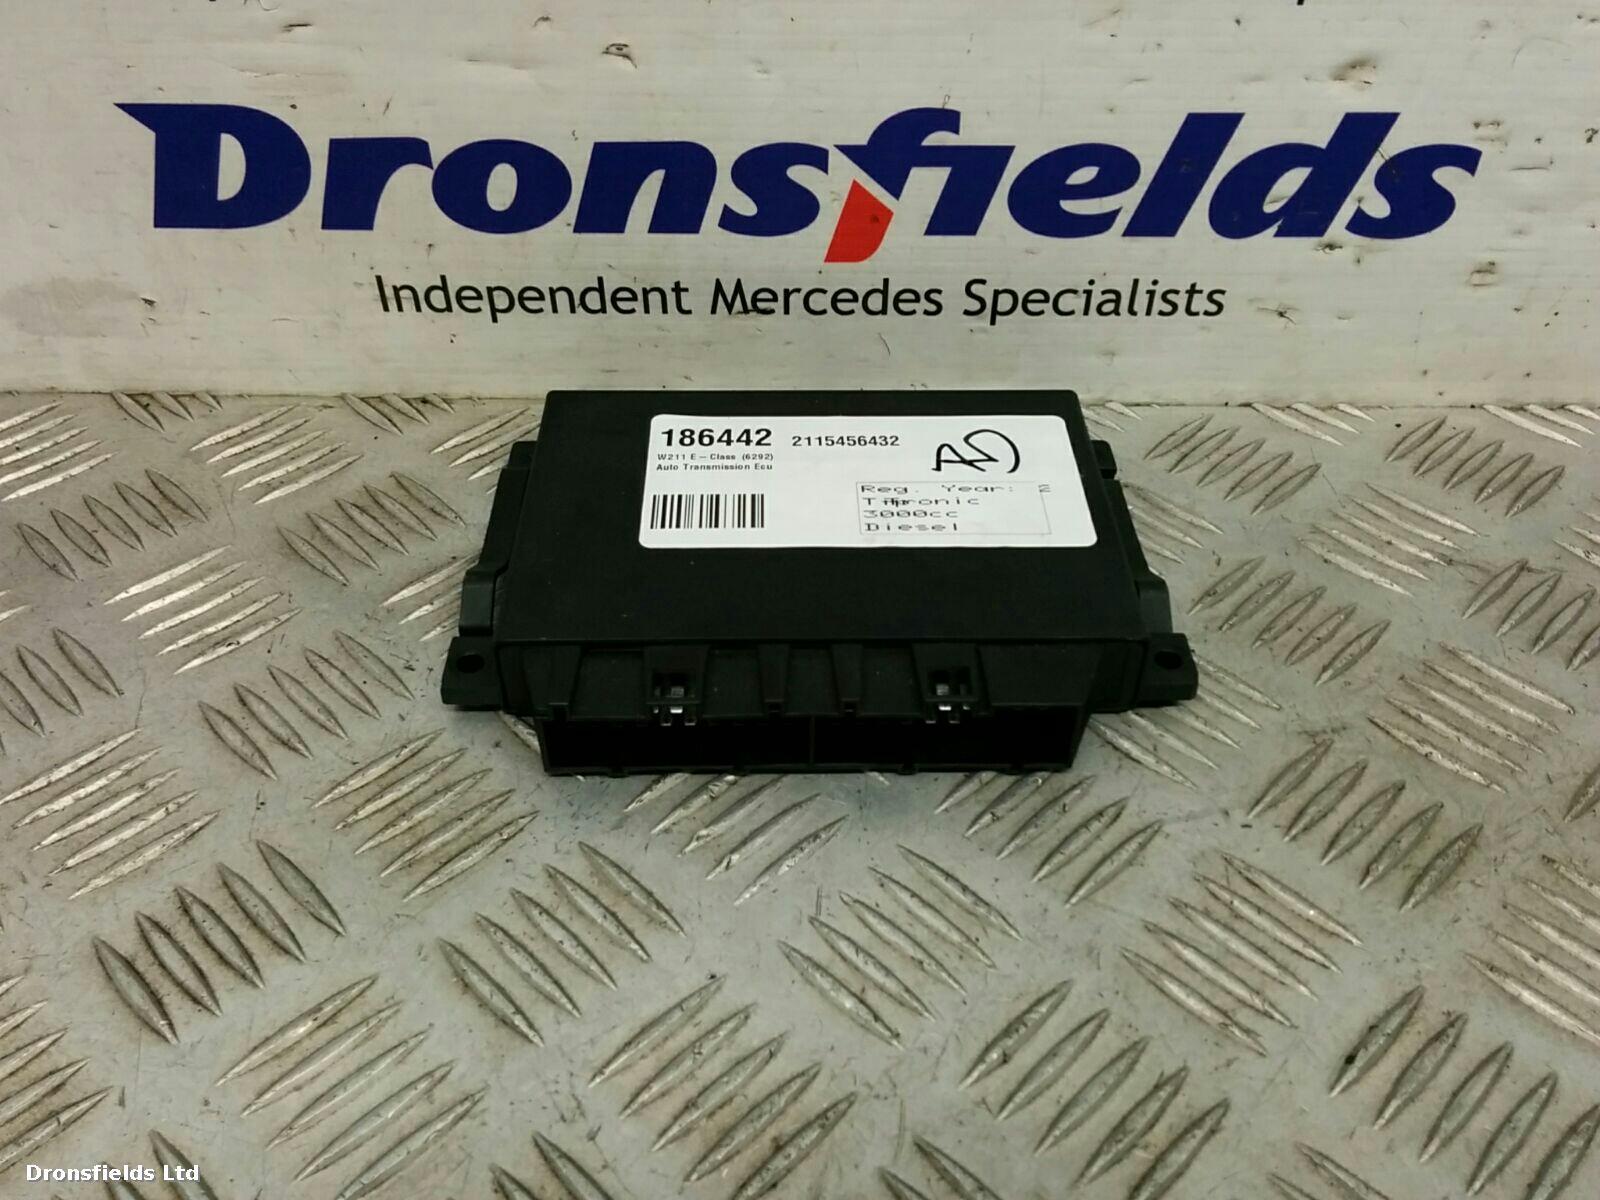 Dronsfields
Independent Mercedes Specialists
186442 2115456432
W211 E - Class (6292)
Auto Transmission Ecu
Reg. Year:
3000cc
Diesel
Dronsfields Ltd